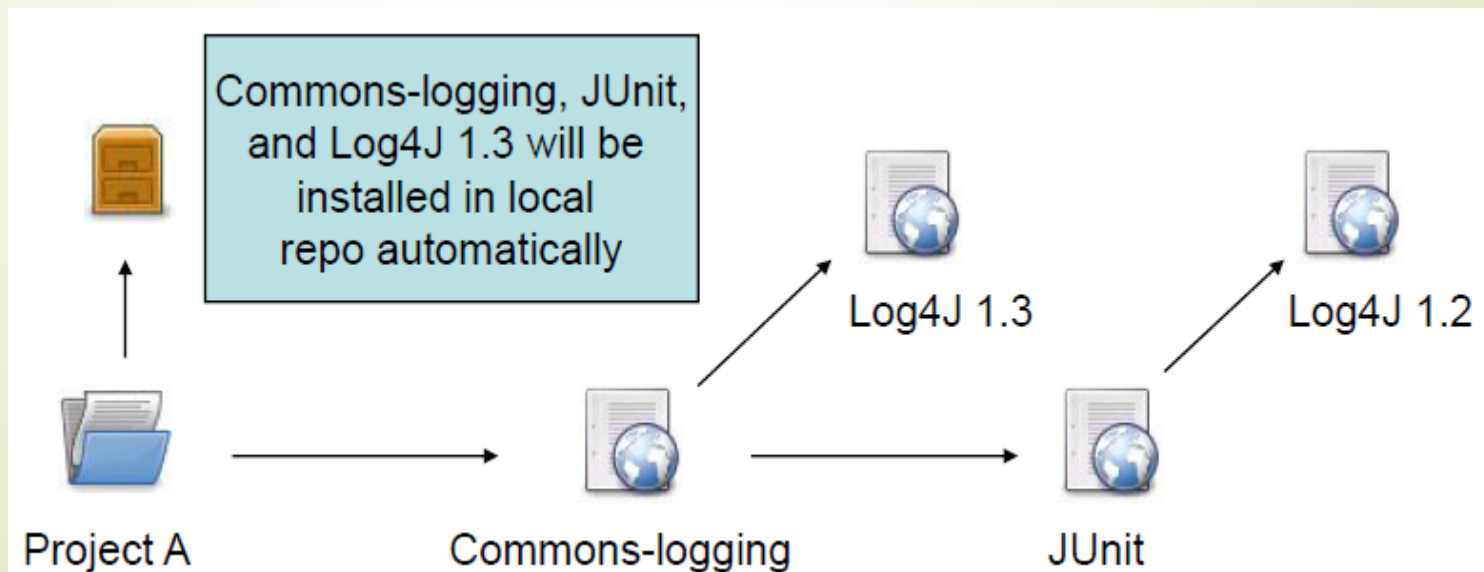 Commons-logging, JUnit,
and Log4J 1.3 will be
installed in local
repo automatically
Log4J 1.3
Log4J 1.2
Project A
Commons-logging
JUnit